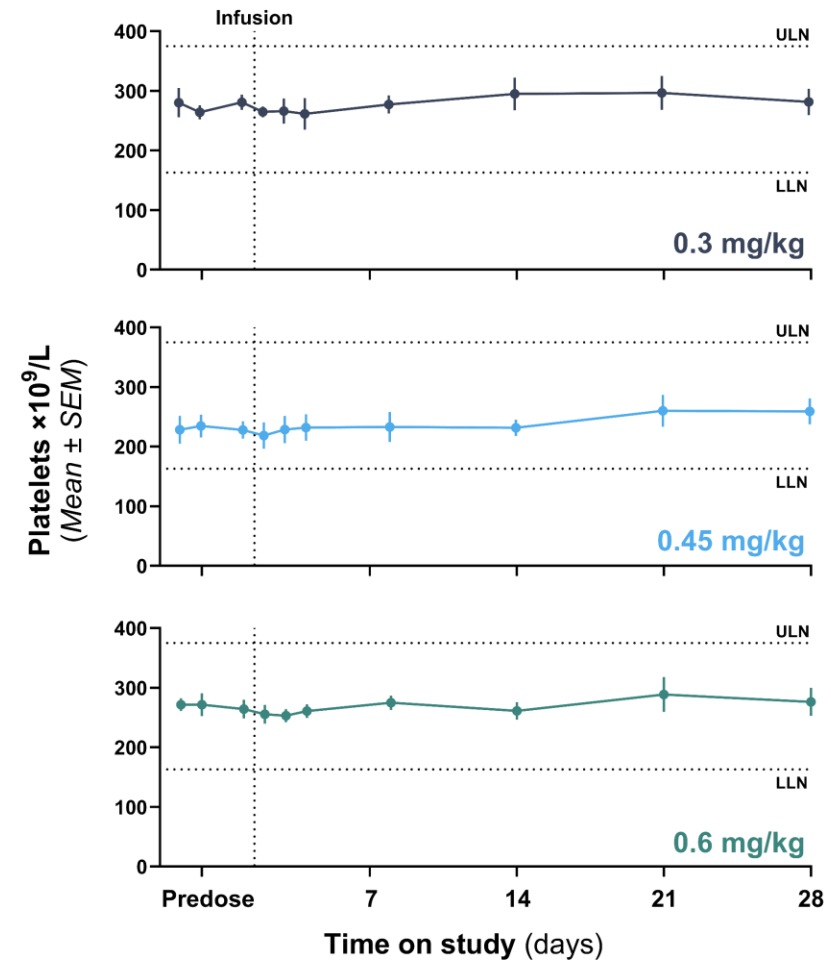 Infusion
400
300
200
100
0
ULN
LLN
0.3 mg/kg
Platelets ×10⁹/L
(Mean ± SEM)
400
300
200
100
0
ULN
LLN
0.45 mg/kg
400
300
200
100
0
ULN
LLN
0.6 mg/kg
Predose 7 14 21 28
Time on study (days)